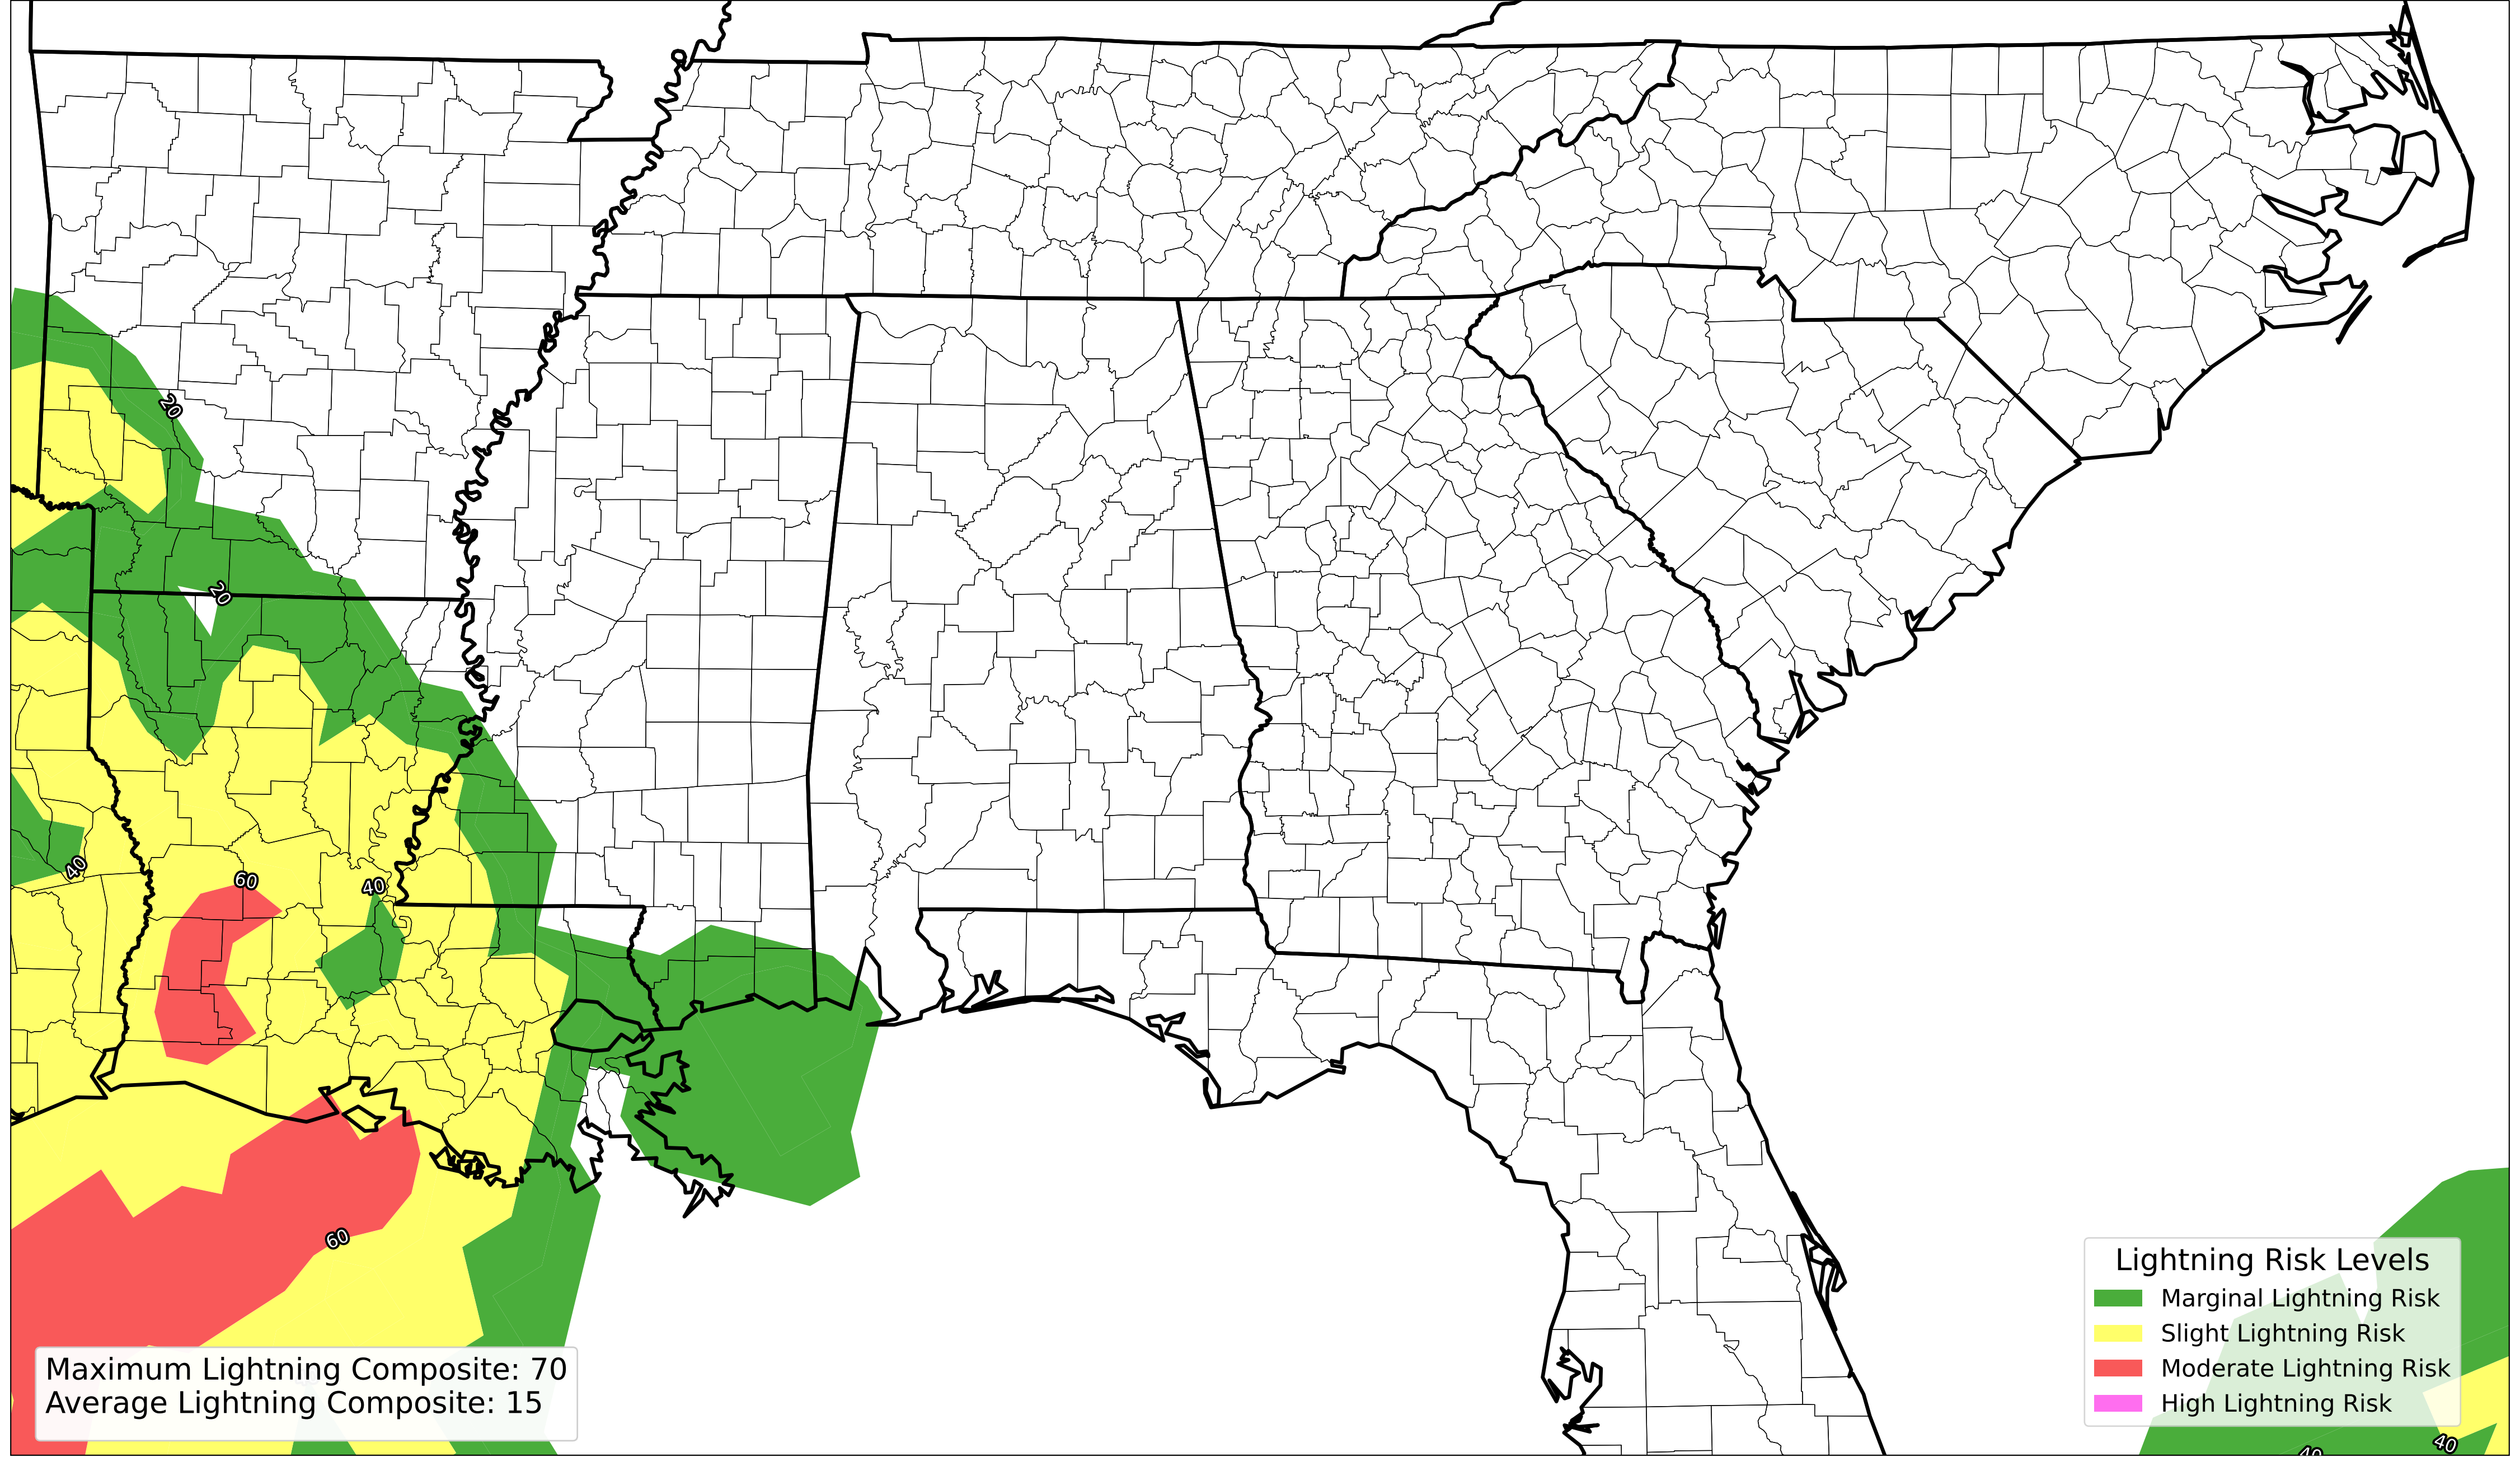 20
20
40
60
40
60
Maximum Lightning Composite: 70
Average Lightning Composite: 15
Lightning Risk Levels
Marginal Lightning Risk
Slight Lightning Risk
Moderate Lightning Risk
High Lightning Risk
40
40